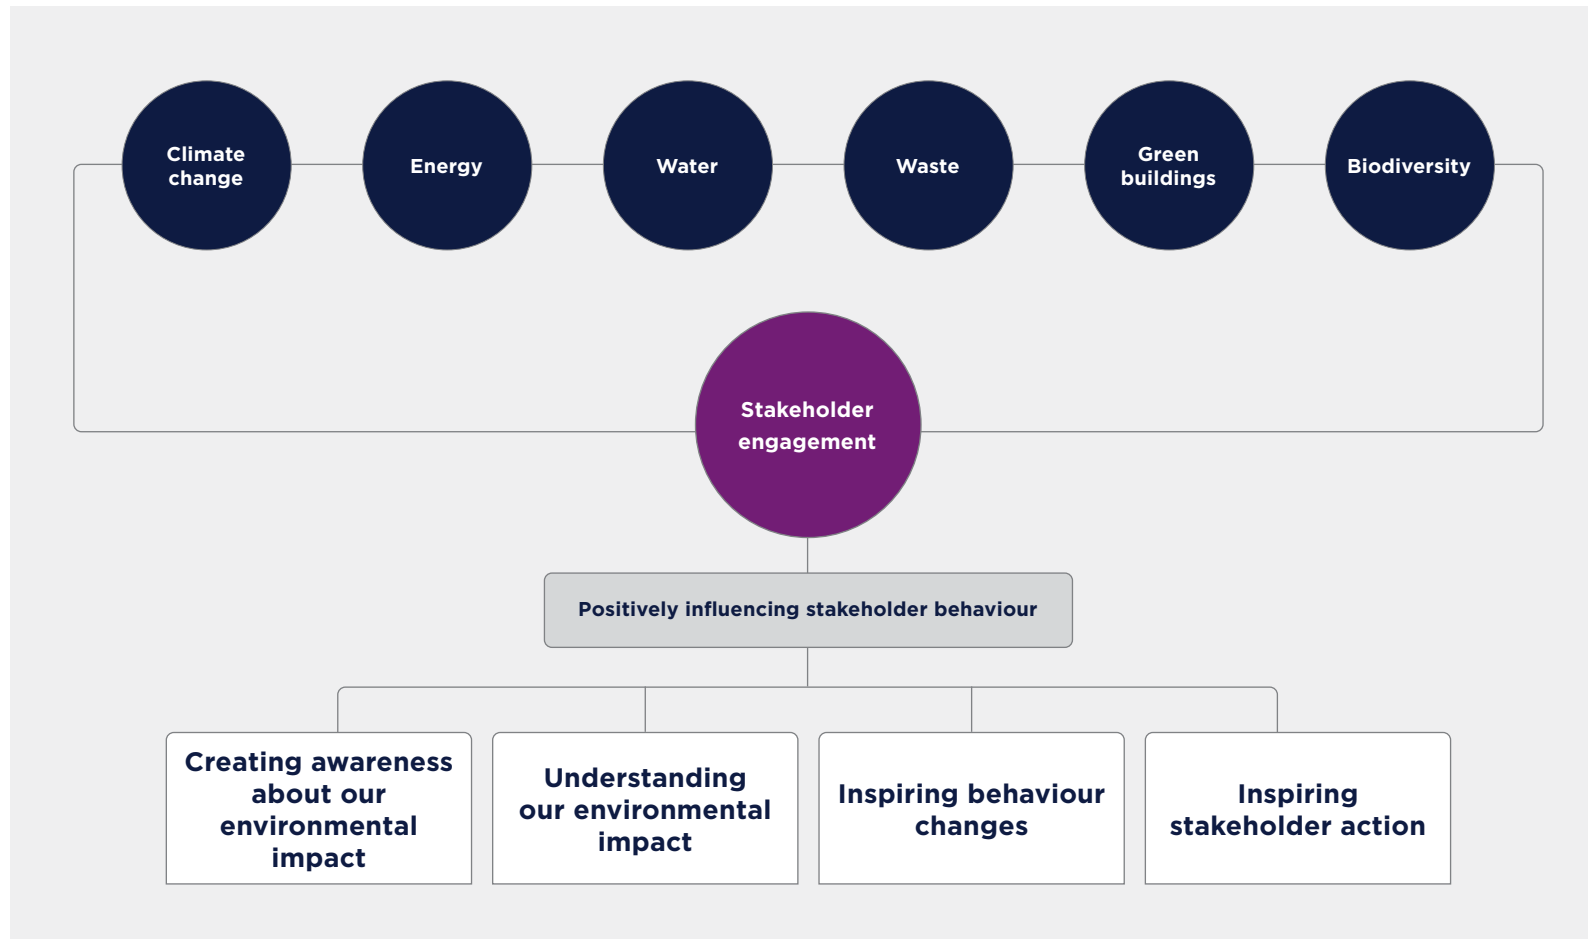 Climate
change
Energy
Water
Waste
Green
buildings
Biodiversity
Stakeholder
engagement
Positively influencing stakeholder behaviour
Creating awareness
about our
environmental
impact
Understanding
our environmental
impact
Inspiring behaviour
changes
Inspiring
stakeholder action